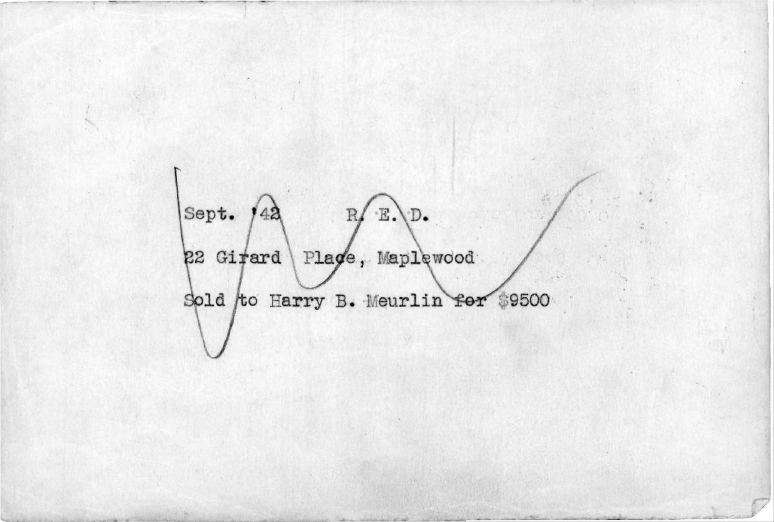 Sept. '42 R. E. D.
22 Girard Place, Maplewood
Sold to Harry B. Meurlin for $9500